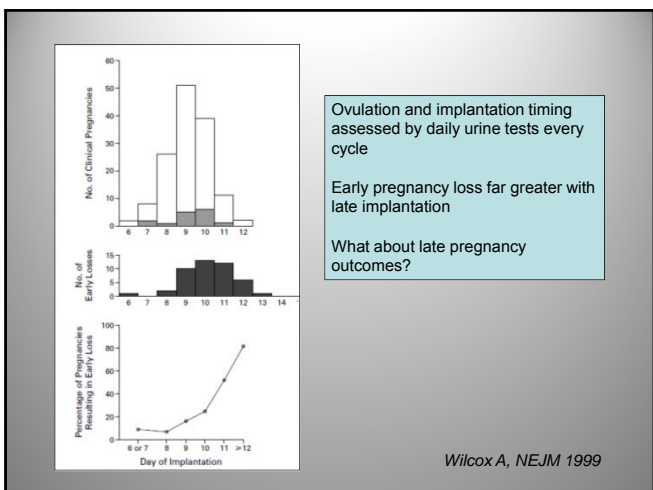 60
50
40
30
20
10
0
No. of Clinical Pregnancies
6 7 8 9 10 11 12
15
10
5
0
No. of
Early Losses
6 7 8 9 10 11 12 13 14
100
80
60
40
20
0
Percentage of Pregnancies
Resulting in Early Loss
6 or 7 8 9 10 11 ≥12
Day of Implantation
Ovulation and implantation timing
assessed by daily urine tests every
cycle
Early pregnancy loss far greater with
late implantation
What about late pregnancy
outcomes?
Wilcox A, NEJM 1999